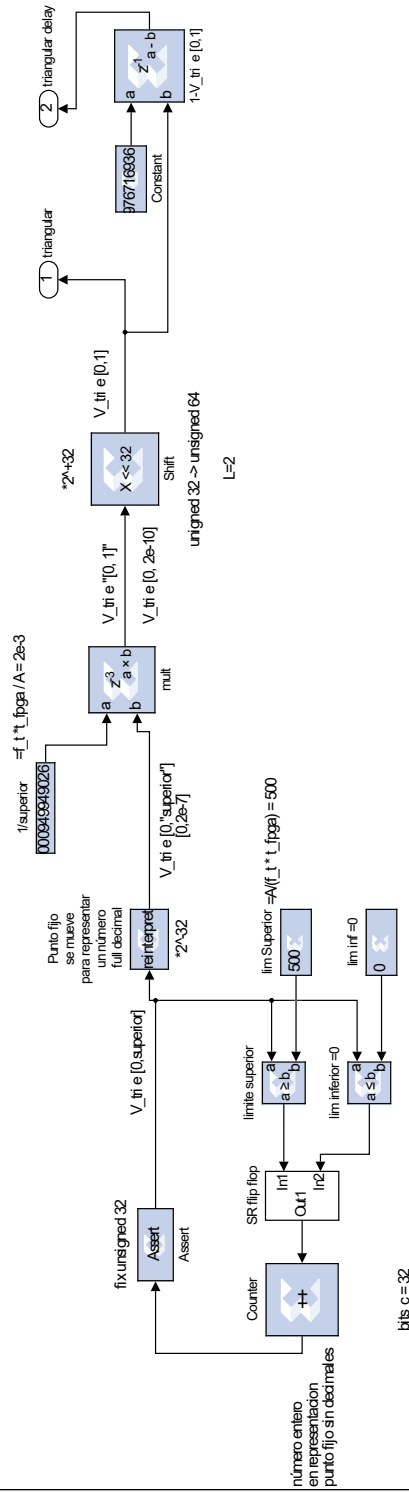 número entero
en representacion
punto fijo sin decimales
bits c = 32
Counter
++
SR flip flop
In1
In2
Out1
fix unsigned 32
Assert
Assert
limite superior
a
a ≥ b
b
lim inferior =0
a
a ≤ b
b
lim Superior
=A/(f_t * t_fpga) = 500
500
lim inf =0
0
V_tri e [0,superior]
Punto fijo
se mueve
para representar
un número
full decimal
reinterpret
*2^-32
V_tri e [0,"superior"]
[0,2e-7]
1/superior
=f_t *t_fpga / A = 2e-3
000949949026
a
z-3
a × b
b
mult
V_tri e "[0, 1]"
V_tri e [0, 2e-10]
*2^+32
X << 32
Shift
unigned 32 -> unsigned 64
L=2
V_tri e [0,1]
1
triangular
976716936
Constant
a
z-1
a - b
b
1-V_tri e [0,1]
2
triangular delay